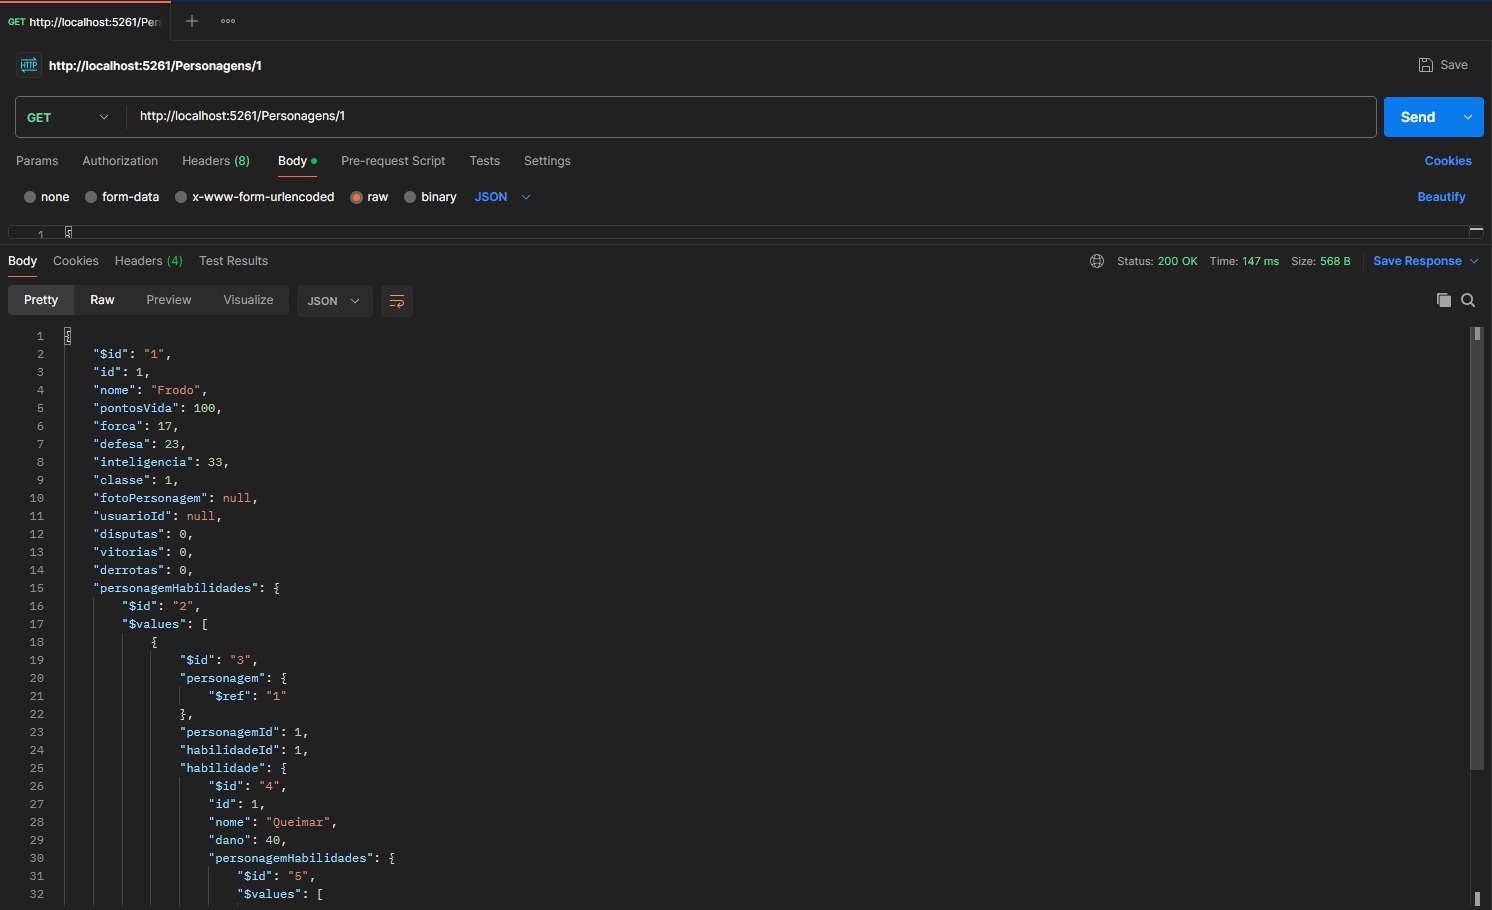 GET http://localhost:5261/Per
http://localhost:5261/Personagens/1
Save
GET http://localhost:5261/Personagens/1 Send
Params Authorization Headers (8) Body Pre-request Script Tests Settings Cookies
none form-data x-www-form-urlencoded raw binary JSON Beautify
1 {
Body Cookies Headers (4) Test Results Status: 200 OK Time: 147 ms Size: 568 B Save Response
Pretty Raw Preview Visualize JSON
1 {
2 "$id": "1",
3 "id": 1,
4 "nome": "Frodo",
5 "pontosVida": 100,
6 "forca": 17,
7 "defesa": 23,
8 "inteligencia": 33,
9 "classe": 1,
10 "fotoPersonagem": null,
11 "usuarioId": null,
12 "disputas": 0,
13 "vitorias": 0,
14 "derrotas": 0,
15 "personagemHabilidades": {
16 "$id": "2",
17 "$values": [
18 {
19 "$id": "3",
20 "personagem": {
21 "$ref": "1"
22 },
23 "personagemId": 1,
24 "habilidadeId": 1,
25 "habilidade": {
26 "$id": "4",
27 "id": 1,
28 "nome": "Queimar",
29 "dano": 40,
30 "personagemHabilidades": {
31 "$id": "5",
32 "$values": [